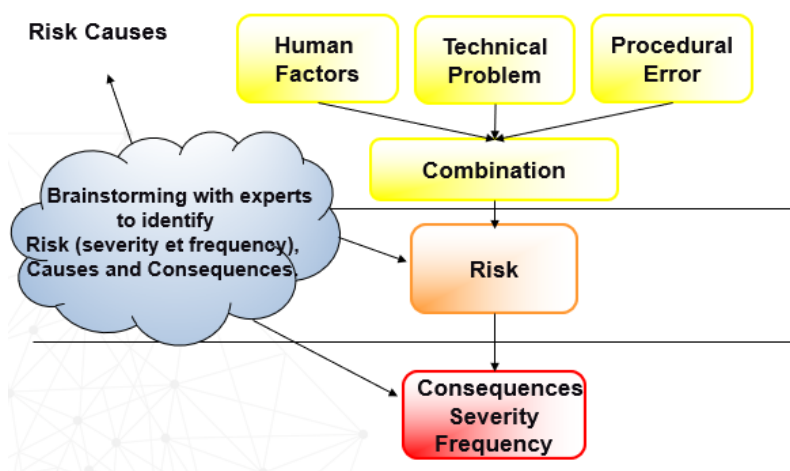 Risk Causes
Human
Factors
Technical
Problem
Procedural
Error
Combination
Brainstorming with experts
to identify
Risk (severity et frequency),
Causes and Consequences.
Risk
Consequences
Severity
Frequency